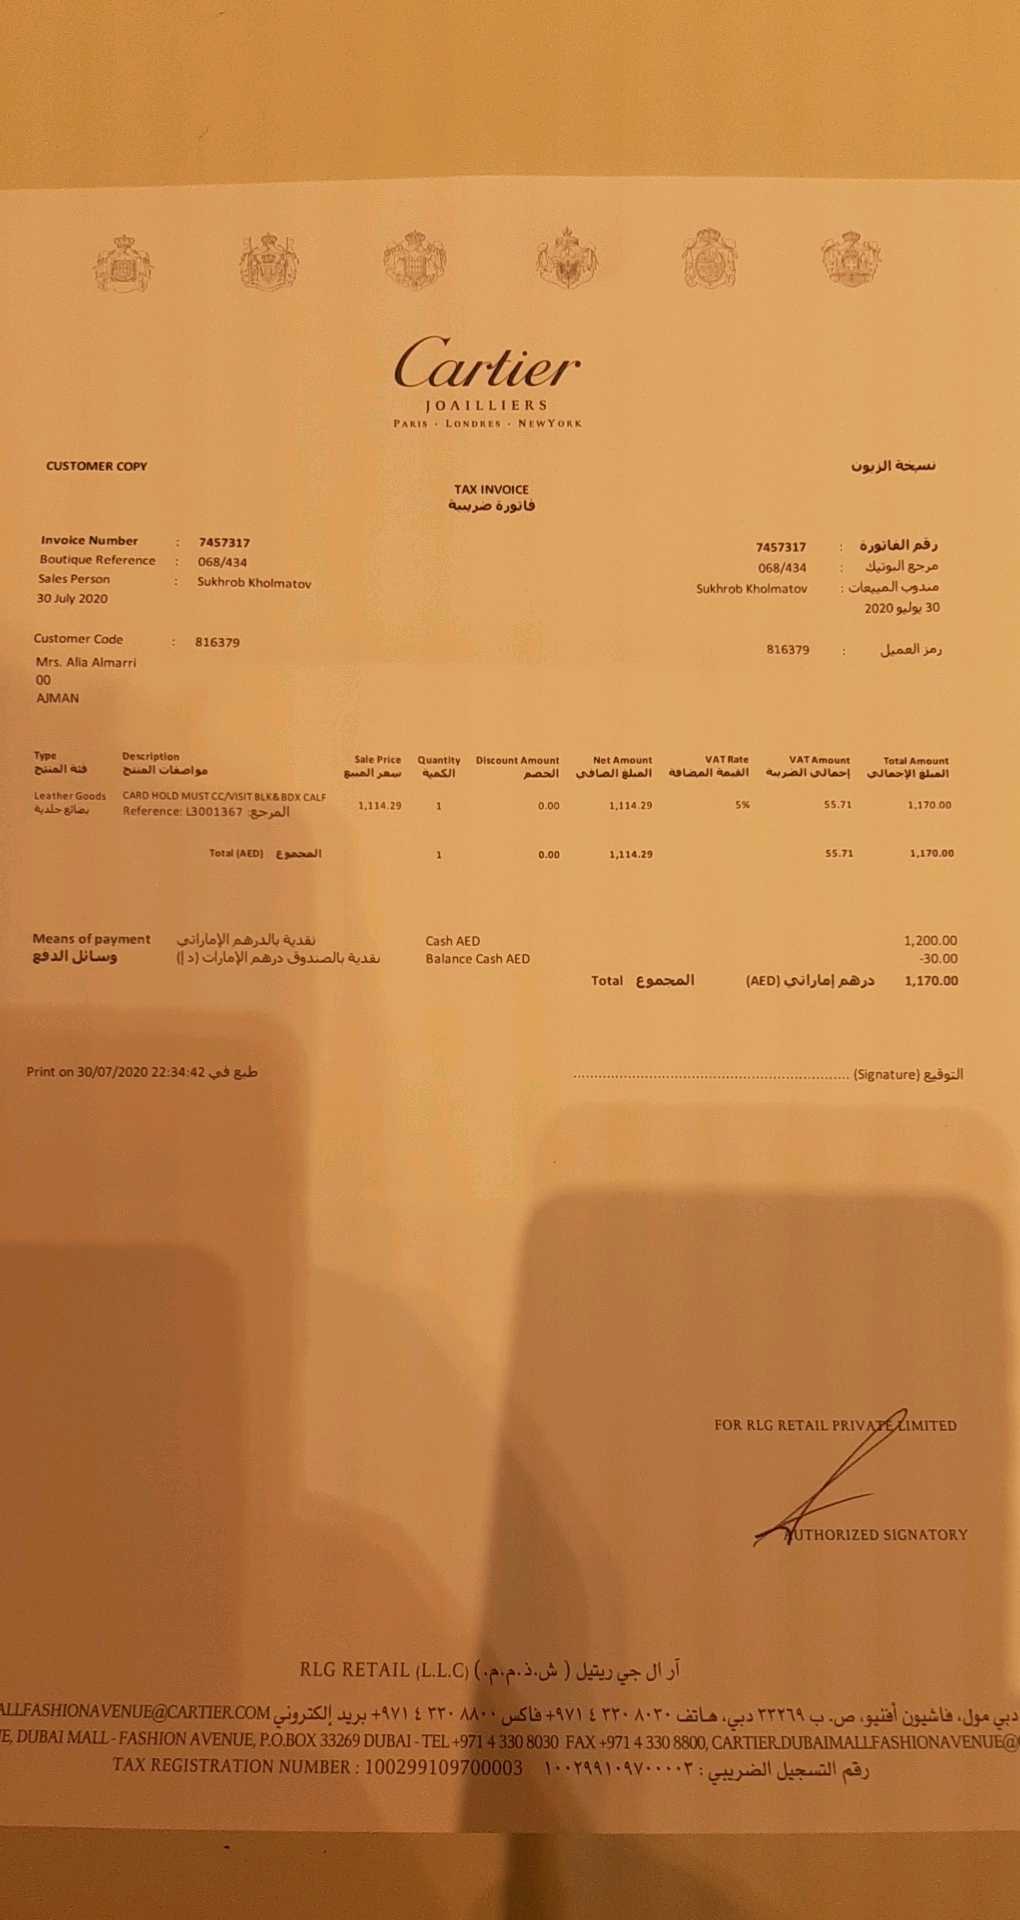 Cartier
JOAILLIERS
PARIS · LONDRES · NEWYORK
CUSTOMER COPY نسخة الزبون
TAX INVOICE
فاتورة ضريبية
Invoice Number : 7457317 7457317 : رقم الفاتورة
Boutique Reference : 068/434 068/434 : مرجع البوتيك
Sales Person : Sukhrob Kholmatov Sukhrob Kholmatov : مندوب المبيعات
30 July 2020 30 يوليو 2020
Customer Code : 816379 816379 : رمز العميل
Mrs. Alia Almarri
00
AJMAN
Type Description Sale Price Quantity Discount Amount Net Amount VAT Rate VAT Amount Total Amount
فئة المنتج مواصفات المنتج سعر المبيع الكمية الخصم المبلغ الصافي القيمة المضافة إجمالي الضريبة المبلغ الإجمالي
Leather Goods CARD HOLD MUST CC/VISIT BLK&BDX CALF 1,114.29 1 0.00 1,114.29 5% 55.71 1,170.00
بضائع جلدية Reference: L3001367 :المرجع
Total (AED) المجموع 1 0.00 1,114.29 55.71 1,170.00
Means of payment نقدية بالدرهم الإماراتي Cash AED 1,200.00
وسائل الدفع نقدية بالصندوق درهم الإمارات (د إ) Balance Cash AED -30.00
Total المجموع (AED) درهم إماراتي 1,170.00
Print on 30/07/2020 22:34:42 طبع في التوقيع (Signature) ............................................................
FOR RLG RETAIL PRIVATE LIMITED
AUTHORIZED SIGNATORY
RLG RETAIL (L.L.C) (.آر ال جي ريتيل ( ش.ذ.م.م
دبي مول، فاشيون أفنيو، ص. ب ٣٣٢٦٩ دبي، هاتف ٨٠٣٠ ٣٣٠ ٤ ٩٧١+ فاكس ٨٨٠٠ ٣٣٠ ٤ ٩٧١+ بريد إلكتروني ALLFASHIONAVENUE@CARTIER.COM
E, DUBAI MALL - FASHION AVENUE, P.O.BOX 33269 DUBAI - TEL +971 4 330 8030 FAX +971 4 330 8800, CARTIER.DUBAIMALLFASHIONAVENUE@
TAX REGISTRATION NUMBER : 100299109700003 رقم التسجيل الضريبي : ١٠٠٢٩٩١٠٩٧٠٠٠٠٣